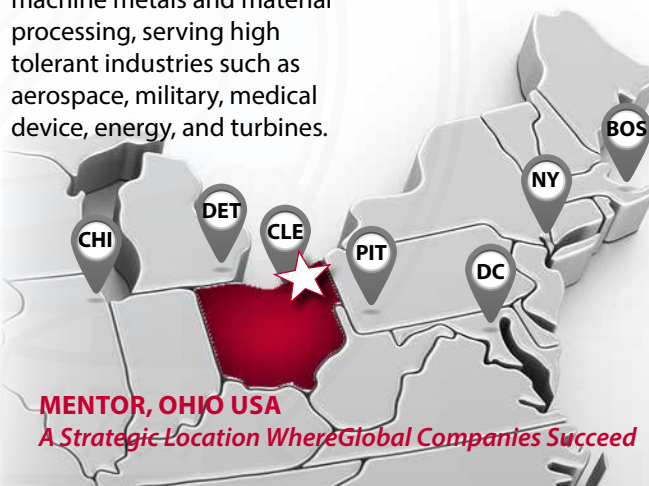 machine metals and material
processing, serving high
tolerant industries such as
aerospace, military, medical
device, energy, and turbines.
BOS
NY
DET
CLE
CHI
PIT
DC
MENTOR, OHIO USA
A Strategic Location WhereGlobal Companies Succeed